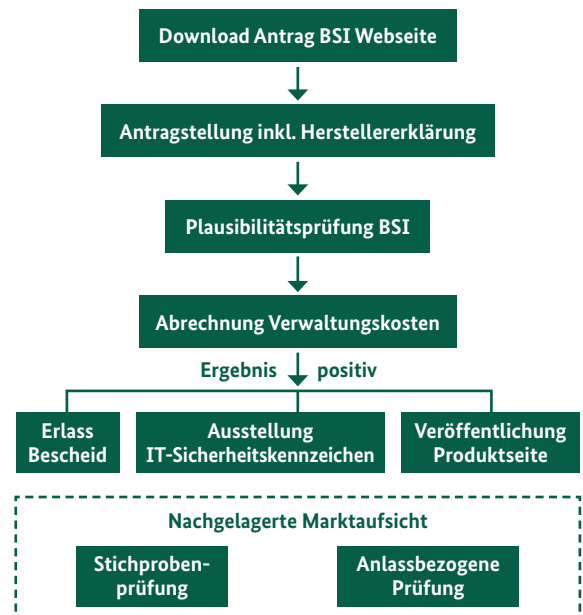 Download Antrag BSI Webseite
Antragstellung inkl. Herstellererklärung
Plausibilitätsprüfung BSI
Abrechnung Verwaltungskosten
Ergebnis positiv
Erlass
Bescheid
Ausstellung
IT-Sicherheitskennzeichen
Veröffentlichung
Produktseite
Nachgelagerte Marktaufsicht
Stichproben-
prüfung
Anlassbezogene
Prüfung